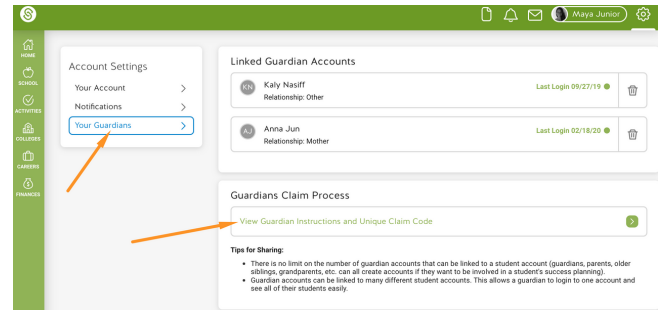 Maya Junior
HOME
SCHOOL
ACTIVITIES
COLLEGES
CAREERS
FINANCES
Account Settings
Your Account
Notifications
Your Guardians
Linked Guardian Accounts
KN
Kaly Nasiff
Relationship: Other
Last Login 09/27/19
AJ
Anna Jun
Relationship: Mother
Last Login 02/18/20
Guardians Claim Process
View Guardian Instructions and Unique Claim Code
Tips for Sharing:
• There is no limit on the number of guardian accounts that can be linked to a student account (guardians, parents, older
siblings, grandparents, etc. can all create accounts if they want to be involved in a student's success planning).
• Guardian accounts can be linked to many different student accounts. This allows a guardian to login to one account and
see all of their students easily.